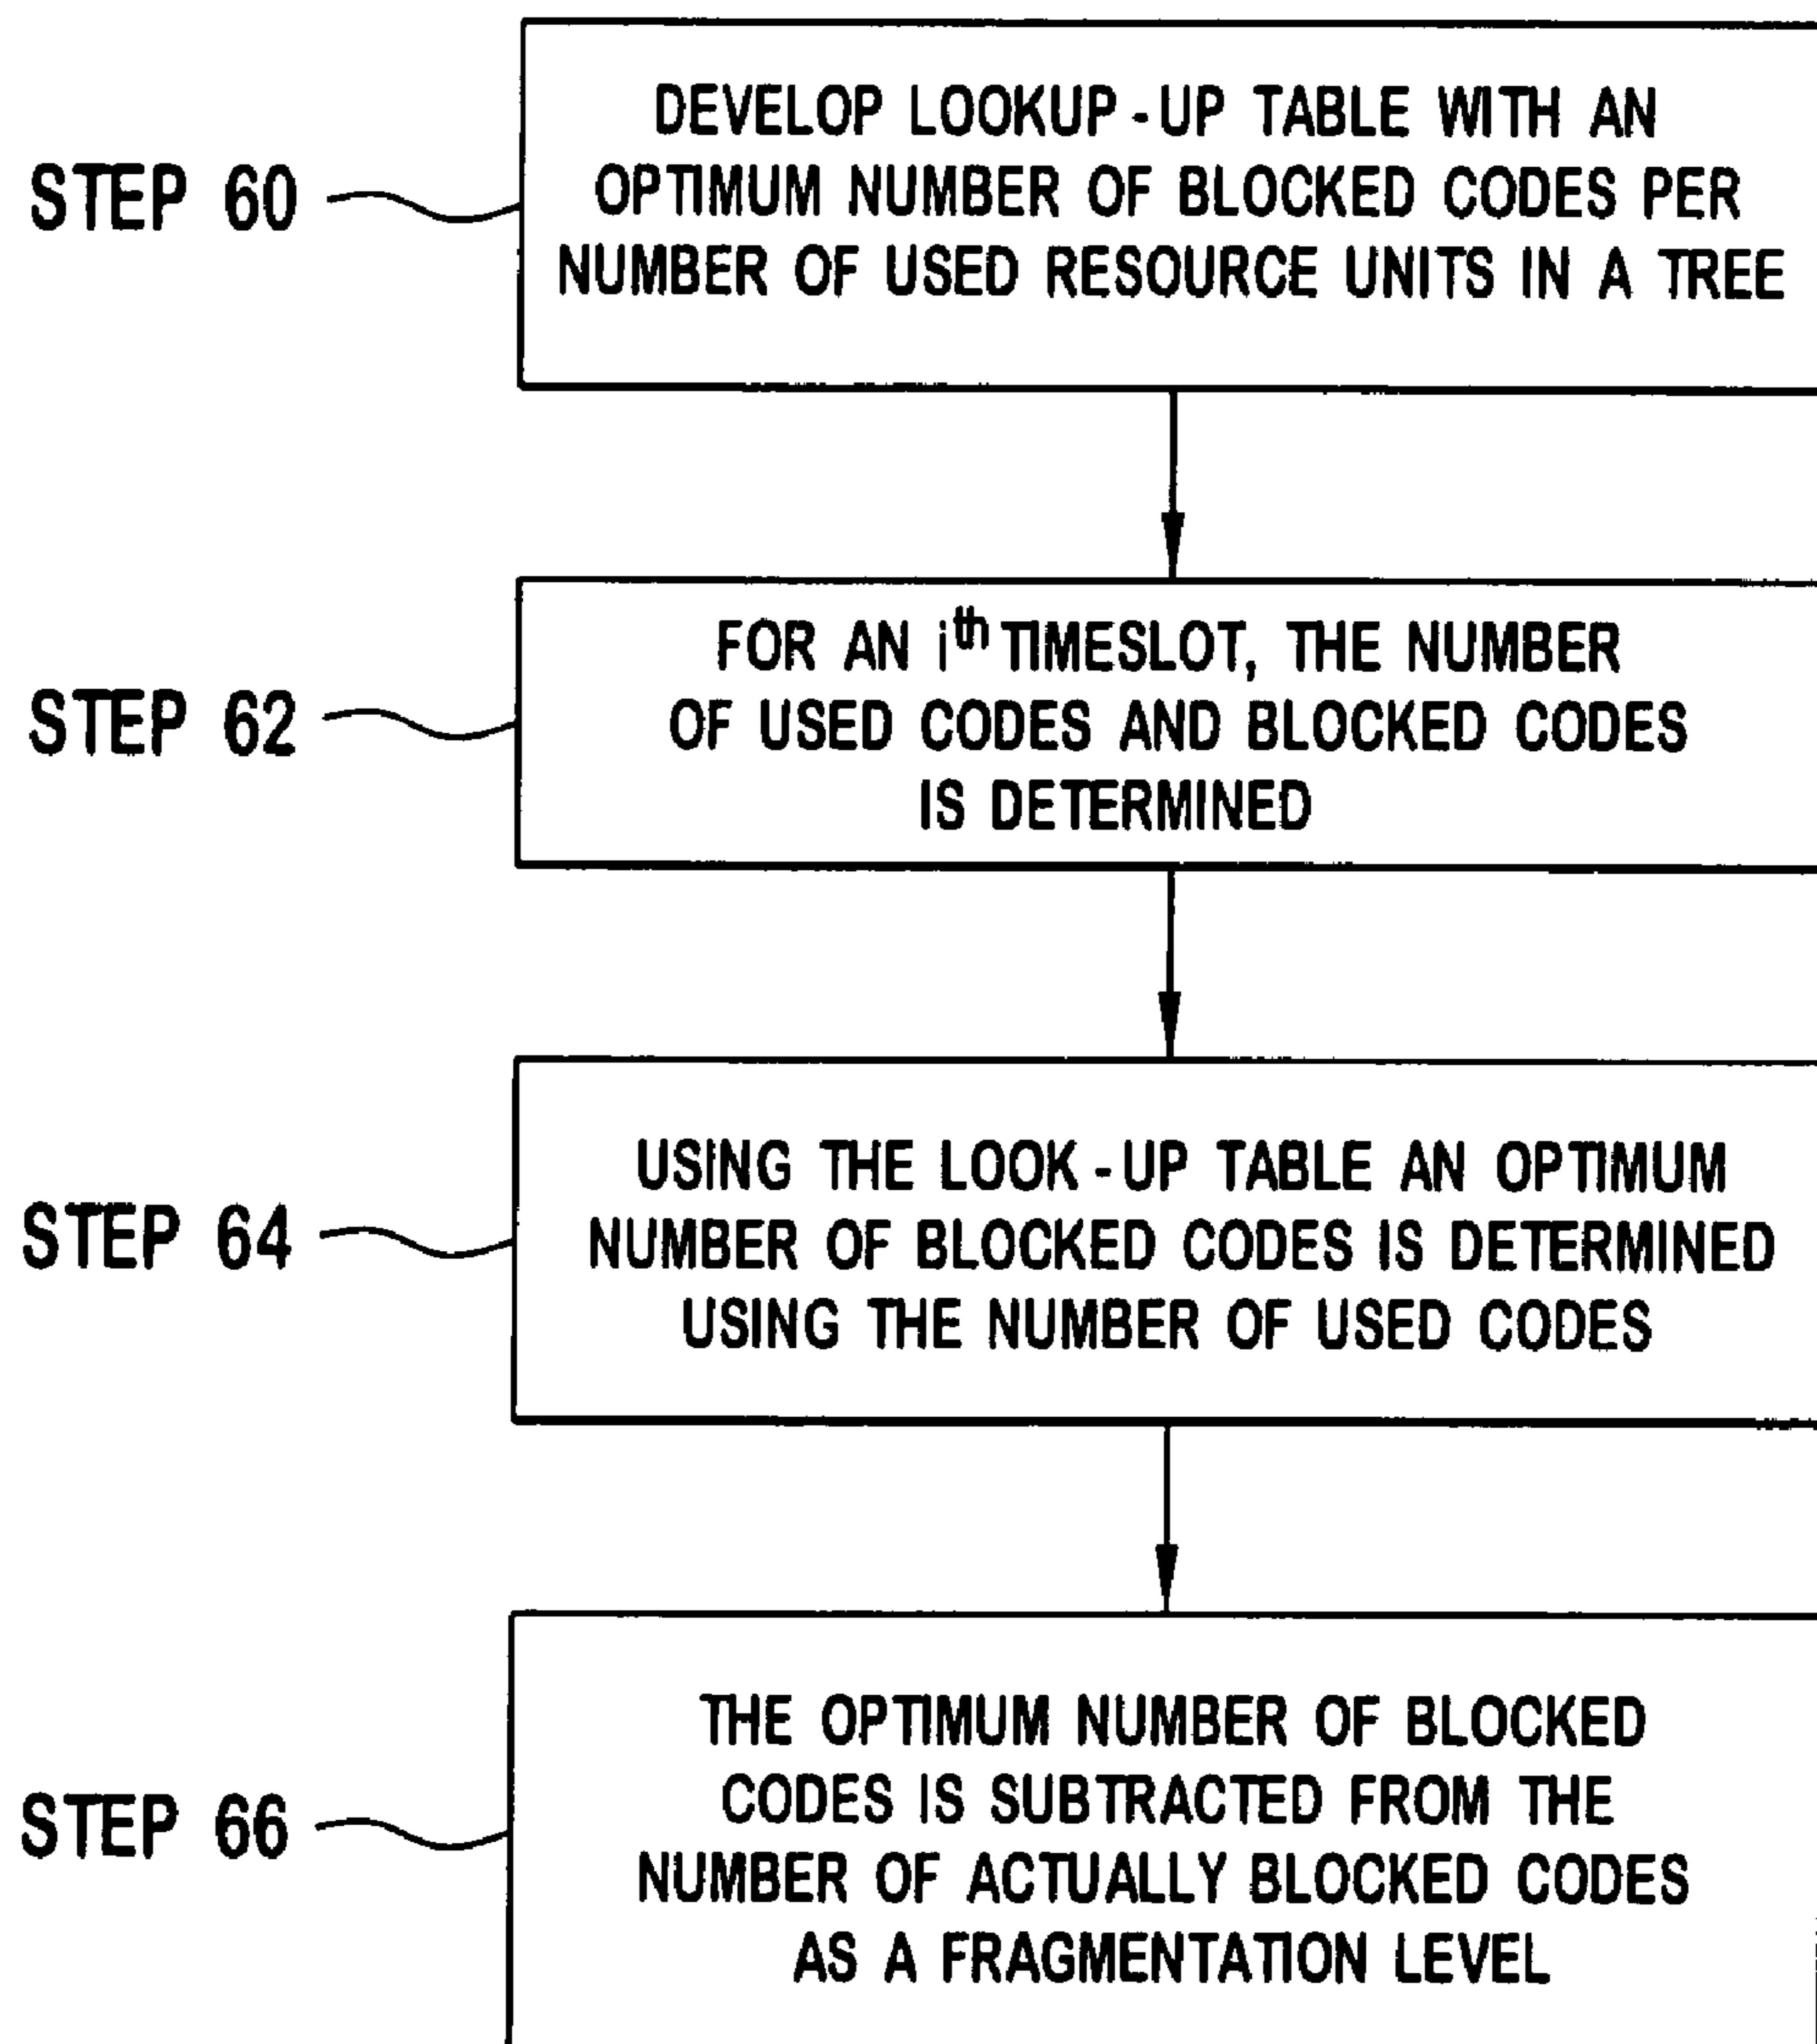 DEVELOP LOOKUP-UP TABLE WITH AN
OPTIMUM NUMBER OF BLOCKED CODES PER
NUMBER OF USED RESOURCE UNITS IN A TREE
STEP 60
FOR AN ith TIMESLOT, THE NUMBER
OF USED CODES AND BLOCKED CODES
IS DETERMINED
STEP 62
USING THE LOOK-UP TABLE AN OPTIMUM
NUMBER OF BLOCKED CODES IS DETERMINED
USING THE NUMBER OF USED CODES
STEP 64
THE OPTIMUM NUMBER OF BLOCKED
CODES IS SUBTRACTED FROM THE
NUMBER OF ACTUALLY BLOCKED CODES
AS A FRAGMENTATION LEVEL
STEP 66